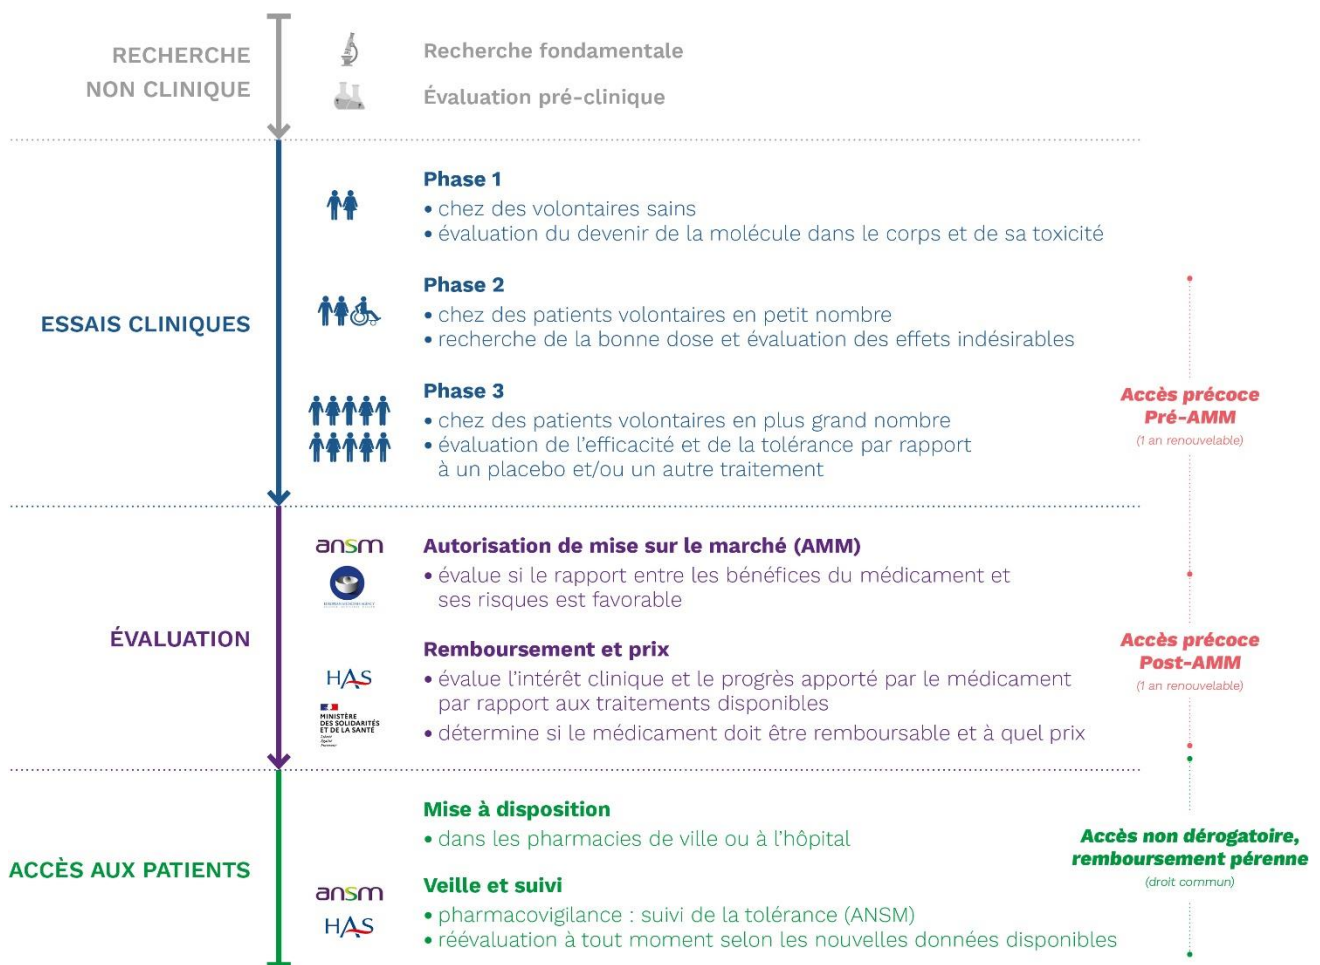 RECHERCHE
NON CLINIQUE
Recherche fondamentale
Évaluation pré-clinique
ESSAIS CLINIQUES
Phase 1
• chez des volontaires sains
• évaluation du devenir de la molécule dans le corps et de sa toxicité
Phase 2
• chez des patients volontaires en petit nombre
• recherche de la bonne dose et évaluation des effets indésirables
Phase 3
• chez des patients volontaires en plus grand nombre
• évaluation de l'efficacité et de la tolérance par rapport
à un placebo et/ou un autre traitement
Accès précoce
Pré-AMM
(1 an renouvelable)
ÉVALUATION
ansm
Autorisation de mise sur le marché (AMM)
• évalue si le rapport entre les bénéfices du médicament et
ses risques est favorable
Remboursement et prix
HAS
• évalue l'intérêt clinique et le progrès apporté par le médicament
par rapport aux traitements disponibles
MINISTÈRE
DES SOLIDARITÉS
ET DE LA SANTÉ
Liberté
Égalité
Fraternité
• détermine si le médicament doit être remboursable et à quel prix
Accès précoce
Post-AMM
(1 an renouvelable)
ACCÈS AUX PATIENTS
Mise à disposition
• dans les pharmacies de ville ou à l'hôpital
ansm
HAS
Veille et suivi
• pharmacovigilance : suivi de la tolérance (ANSM)
• réévaluation à tout moment selon les nouvelles données disponibles
Accès non dérogatoire,
remboursement pérenne
(droit commun)